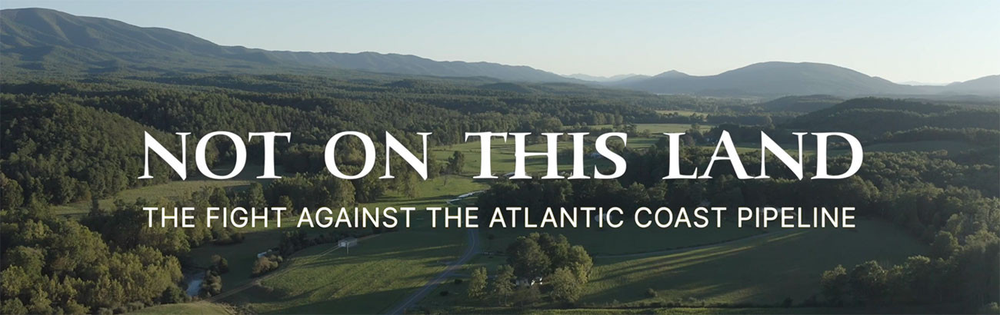 NOT ON THIS LAND
THE FIGHT AGAINST THE ATLANTIC COAST PIPELINE